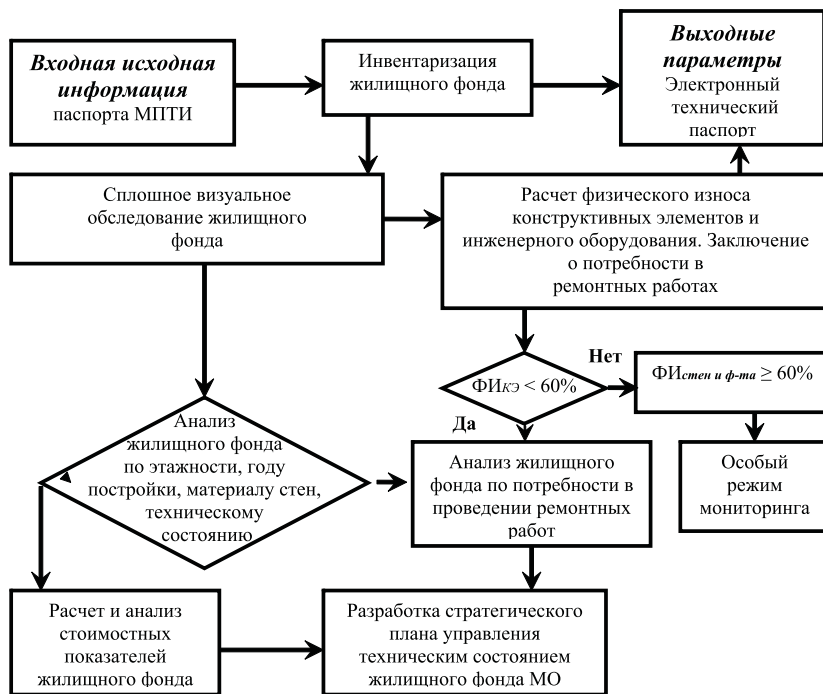 Входная исходная
информация
паспорта МПТИ
Инвентаризация
жилищного фонда
Выходные
параметры
Электронный
технический
паспорт
Сплошное визуальное
обследование жилищного
фонда
Расчет физического износа
конструктивных элементов и
инженерного оборудования. Заключение
о потребности в
ремонтных работах
ФИКЭ < 60%
Нет
ФИстен и ф-та ≥ 60%
Да
Анализ
жилищного фонда
по этажности, году
постройки, материалу стен,
техническому
состоянию
Анализ жилищного
фонда по потребности в
проведении ремонтных
работ
Особый
режим
мониторинга
Расчет и анализ
стоимостных
показателей
жилищного фонда
Разработка стратегического
плана управления
техническим состоянием
жилищного фонда МО